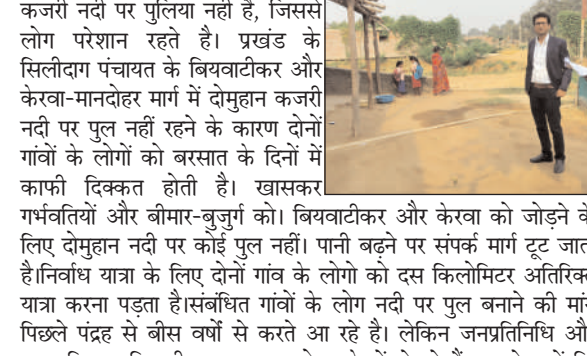 कजरी नदी पर पुलिया नही है, जिससे
लोग परेशान रहते है। प्रखंड के
सिलीदाग पंचायत के बियवाटीकर और
केरवा-मानदोहर मार्ग में दोमुहान कजरी
नदी पर पुल नहीं रहने के कारण दोनों
गांवों के लोगों को बरसात के दिनों में
काफी दिक्कत होती है। खासकर
गर्भवतियों और बीमार-बुजुर्ग को। बियवाटीकर और केरवा को जोड़ने के
लिए दोमुहान नदी पर कोई पुल नहीं। पानी बढ़ने पर संपर्क मार्ग टूट जात
है।निर्वाध यात्रा के लिए दोनों गांव के लोगो को दस किलोमिटर अतिरिक्त
यात्रा करना पड़ता है।संबंधित गांवों के लोग नदी पर पुल बनाने की
पिछले पंद्रह से बीस वर्षों से करते आ रहे है। लेकिन जनप्रतिनिधि